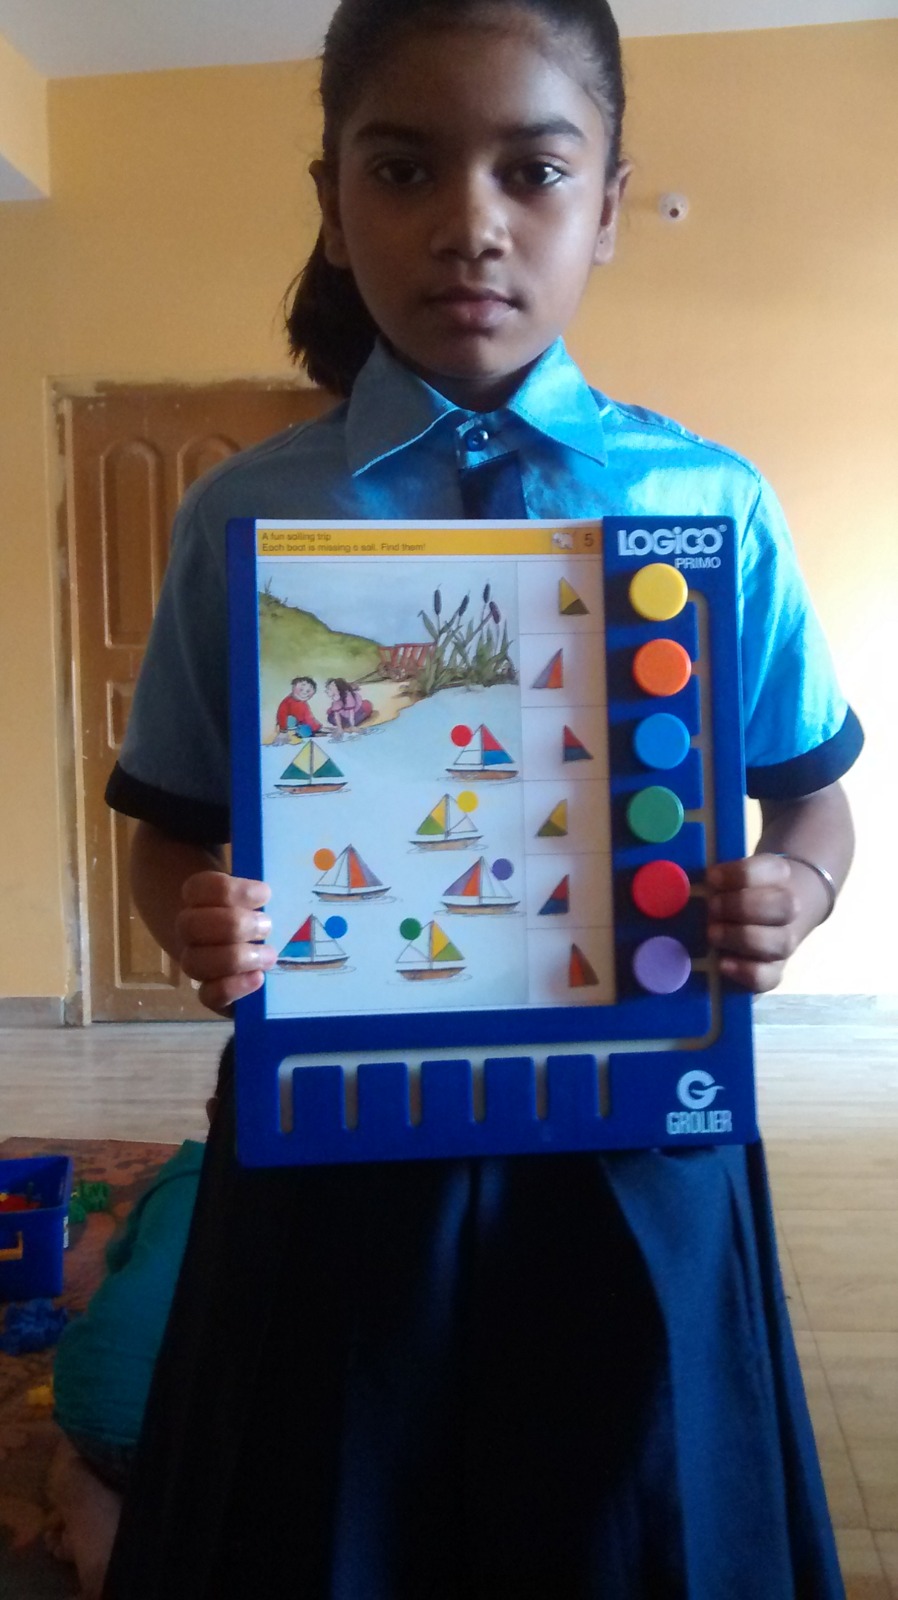 A fun sailing trip
Each boat is missing a sail. Find them!
5
LOGICO®
PRIMO
G
GROLIER